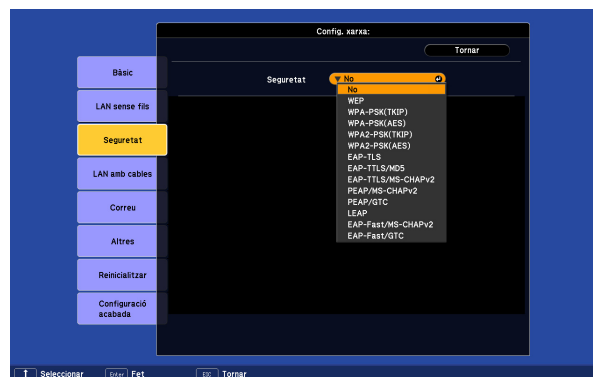 Config. xarxa:
Tornar
Bàsic
LAN sense fils
Seguretat
LAN amb cables
Correu
Altres
Reinicialitzar
Configuració
acabada
Seguretat
No
No
WEP
WPA-PSK(TKIP)
WPA-PSK(AES)
WPA2-PSK(TKIP)
WPA2-PSK(AES)
EAP-TLS
EAP-TTLS/MD5
EAP-TTLS/MS-CHAPv2
PEAP/MS-CHAPv2
PEAP/GTC
LEAP
EAP-Fast/MS-CHAPv2
EAP-Fast/GTC
Seleccionar Enter Fet ESC Tornar